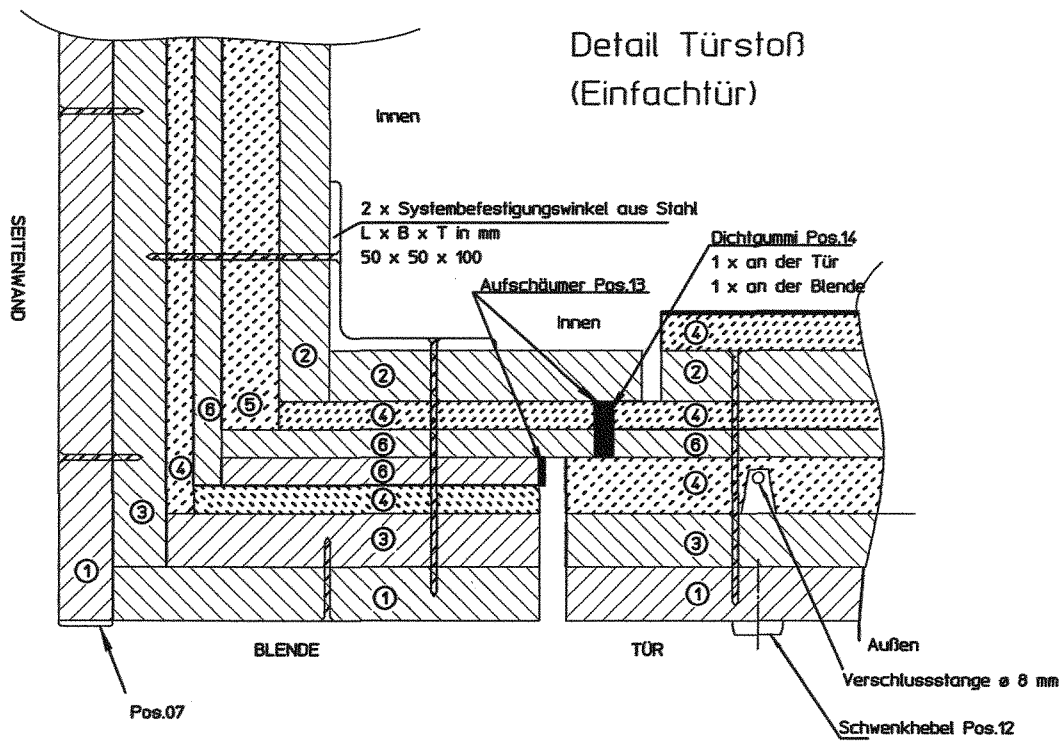 Detail Türstoß
(Einfachtür)
Innen
SEITENWAND
2 x Systembefestigungswinkel aus Stahl
L x B x T in mm
50 x 50 x 100
Dichtgummi Pos.14
1 x an der Tür
1 x an der Blende
Aufschäumer Pos.13
Innen
4
2
2
2
6
5
4
4
6
6
6
4
4
4
3
3
3
1
1
1
BLENDE
TÜR
Außen
Verschlussstange ø 8 mm
Pos.07
Schwenkhebel Pos.12